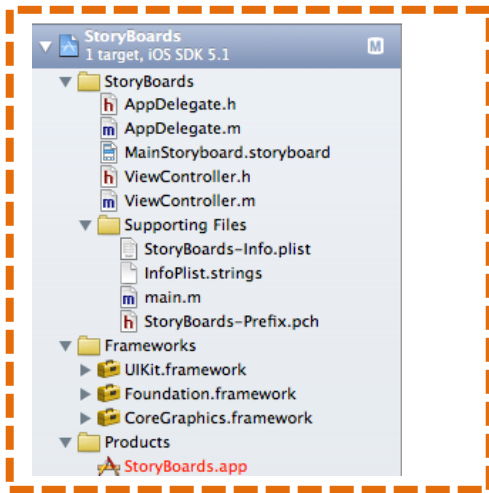 StoryBoards
1 target, iOS SDK 5.1
M
StoryBoards
h AppDelegate.h
m AppDelegate.m
MainStoryboard.storyboard
h ViewController.h
m ViewController.m
Supporting Files
StoryBoards-Info.plist
InfoPlist.strings
m main.m
h StoryBoards-Prefix.pch
Frameworks
UIKit.framework
Foundation.framework
CoreGraphics.framework
Products
StoryBoards.app